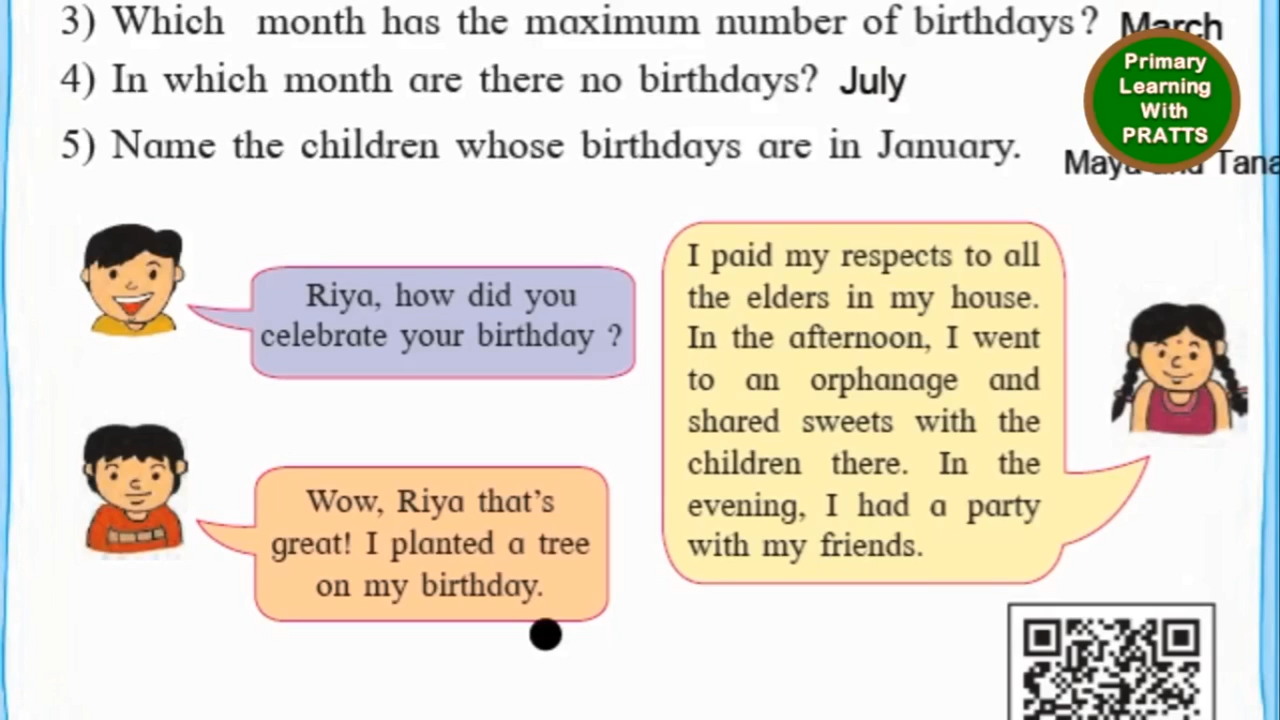 3) Which month has the maximum number of birthdays? March
4) In which month are there no birthdays? July
5) Name the children whose birthdays are in January.
Maya and
Primary
Learning
With
PRATTS
Riya, how did you
celebrate your birthday ?
I paid my respects to all
the elders in my house.
In the afternoon, I went
to an orphanage and
shared sweets with the
children there. In the
evening, I had a party
with my friends.
Wow, Riya that's
great! I planted a tree
on my birthday.